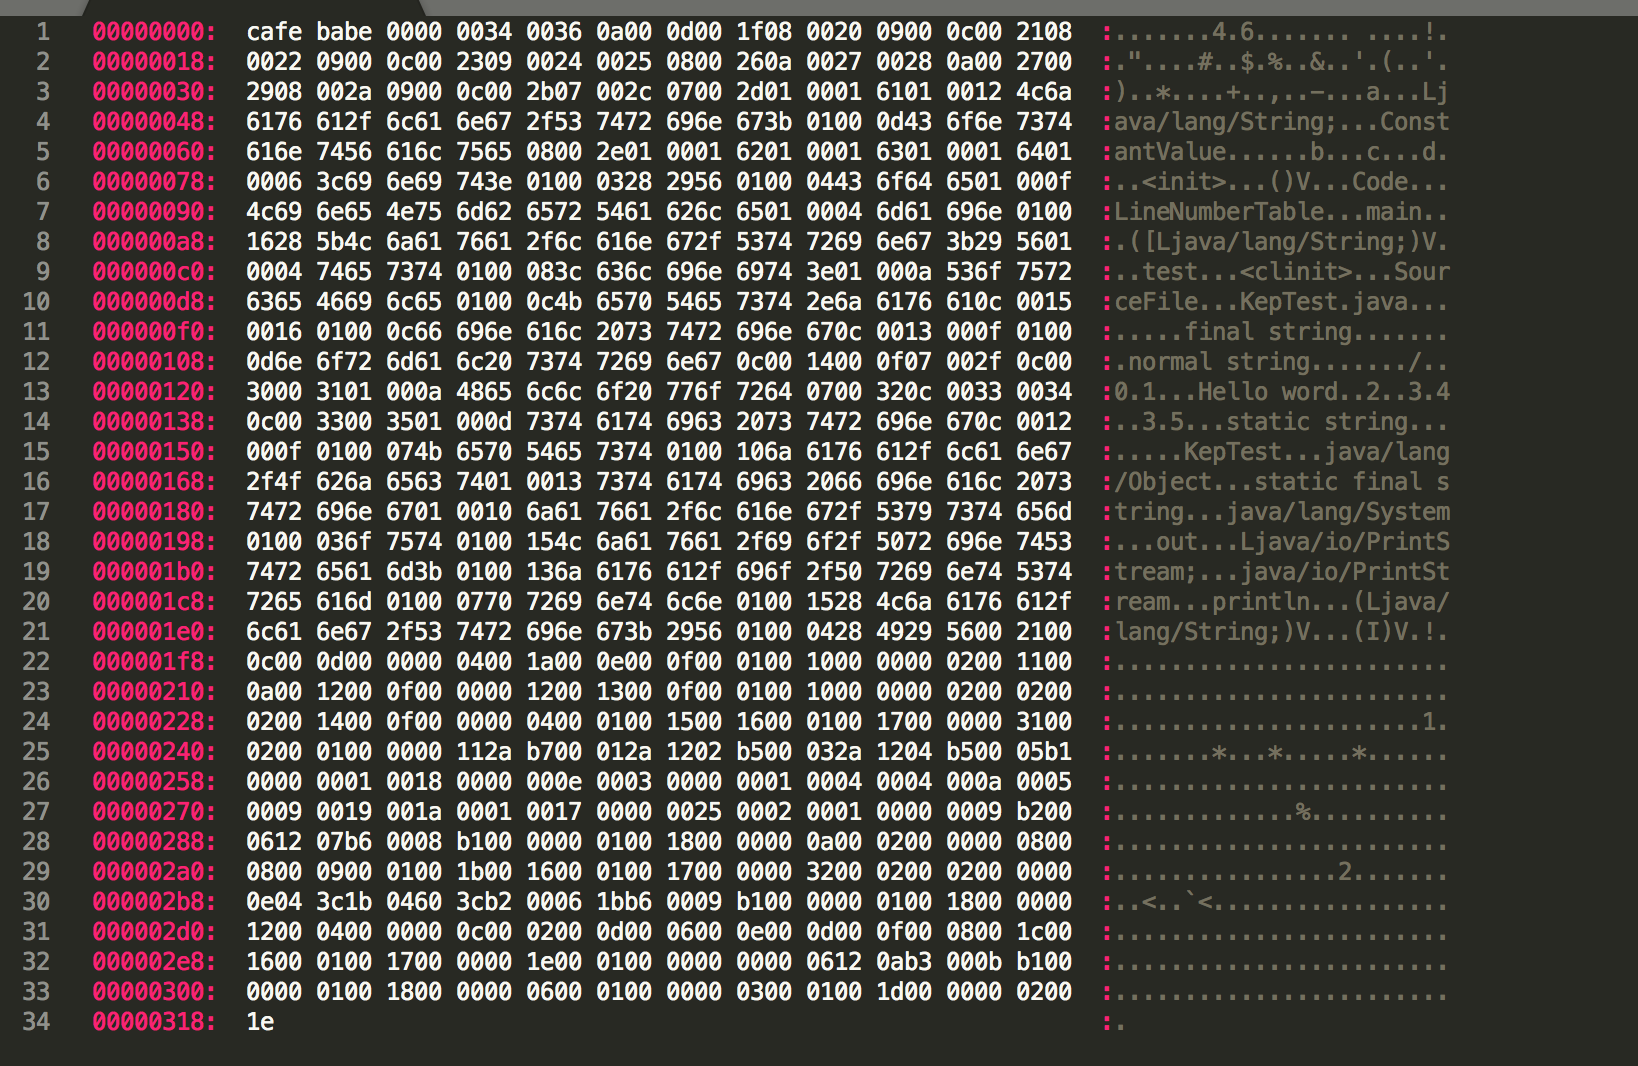 1 00000000: cafe babe 0000 0034 0036 0a00 0d00 1f08 0020 0900 0c00 2108 :.......4.6....... ....!.
2 00000018: 0022 0900 0c00 2309 0024 0025 0800 260a 0027 0028 0a00 2700 :."....#..$.%..&..'.(..'.
3 00000030: 2908 002a 0900 0c00 2b07 002c 0700 2d01 0001 6101 0012 4c6a :)..*....+..,..-...a...Lj
4 00000048: 6176 612f 6c61 6e67 2f53 7472 696e 673b 0100 0d43 6f6e 7374 :ava/lang/String;...Const
5 00000060: 616e 7456 616c 7565 0800 2e01 0001 6201 0001 6301 0001 6401 :antValue......b...c...d.
6 00000078: 0006 3c69 6e69 743e 0100 0328 2956 0100 0443 6f64 6501 000f :..<init>...()V...Code...
7 00000090: 4c69 6e65 4e75 6d62 6572 5461 626c 6501 0004 6d61 696e 0100 :LineNumberTable...main..
8 000000a8: 1628 5b4c 6a61 7661 2f6c 616e 672f 5374 7269 6e67 3b29 5601 :.([Ljava/lang/String;)V.
9 000000c0: 0004 7465 7374 0100 083c 636c 696e 6974 3e01 000a 536f 7572 :..test...<clinit>...Sour
10 000000d8: 6365 4669 6c65 0100 0c4b 6570 5465 7374 2e6a 6176 610c 0015 :ceFile...KepTest.java...
11 000000f0: 0016 0100 0c66 696e 616c 2073 7472 696e 670c 0013 000f 0100 :.....final string.......
12 00000108: 0d6e 6f72 6d61 6c20 7374 7269 6e67 0c00 1400 0f07 002f 0c00 :.normal string......./..
13 00000120: 3000 3101 000a 4865 6c6c 6f20 776f 7264 0700 320c 0033 0034 :0.1...Hello word..2..3.4
14 00000138: 0c00 3300 3501 000d 7374 6174 6963 2073 7472 696e 670c 0012 :..3.5...static string...
15 00000150: 000f 0100 074b 6570 5465 7374 0100 106a 6176 612f 6c61 6e67 :.....KepTest...java/lang
16 00000168: 2f4f 626a 6563 7401 0013 7374 6174 6963 2066 696e 616c 2073 :/Object...static final s
17 00000180: 7472 696e 6701 0010 6a61 7661 2f6c 616e 672f 5379 7374 656d :tring...java/lang/System
18 00000198: 0100 036f 7574 0100 154c 6a61 7661 2f69 6f2f 5072 696e 7453 :...out...Ljava/io/PrintS
19 000001b0: 7472 6561 6d3b 0100 136a 6176 612f 696f 2f50 7269 6e74 5374 :tream;...java/io/PrintSt
20 000001c8: 7265 616d 0100 0770 7269 6e74 6c6e 0100 1528 4c6a 6176 612f :ream...println...(Ljava/
21 000001e0: 6c61 6e67 2f53 7472 696e 673b 2956 0100 0428 4929 5600 2100 :lang/String;)V...(I)V.!.
22 000001f8: 0c00 0d00 0000 0400 1a00 0e00 0f00 0100 1000 0000 0200 1100 :........................
23 00000210: 0a00 1200 0f00 0000 1200 1300 0f00 0100 1000 0000 0200 0200 :........................
24 00000228: 0200 1400 0f00 0000 0400 0100 1500 1600 0100 1700 0000 3100 :......................1.
25 00000240: 0200 0100 0000 112a b700 012a 1202 b500 032a 1204 b500 05b1 :.......*...*.....*......
26 00000258: 0000 0001 0018 0000 000e 0003 0000 0001 0004 0004 000a 0005 :........................
27 00000270: 0009 0019 001a 0001 0017 0000 0025 0002 0001 0000 0009 b200 :.............%..........
28 00000288: 0612 07b6 0008 b100 0000 0100 1800 0000 0a00 0200 0000 0800 :........................
29 000002a0: 0800 0900 0100 1b00 1600 0100 1700 0000 3200 0200 0200 0000 :................2.......
30 000002b8: 0e04 3c1b 0460 3cb2 0006 1bb6 0009 b100 0000 0100 1800 0000 :..<..`<.................
31 000002d0: 1200 0400 0000 0c00 0200 0d00 0600 0e00 0d00 0f00 0800 1c00 :........................
32 000002e8: 1600 0100 1700 0000 1e00 0100 0000 0000 0612 0ab3 000b b100 :........................
33 00000300: 0000 0100 1800 0000 0600 0100 0000 0300 0100 1d00 0000 0200 :........................
34 00000318: 1e :.